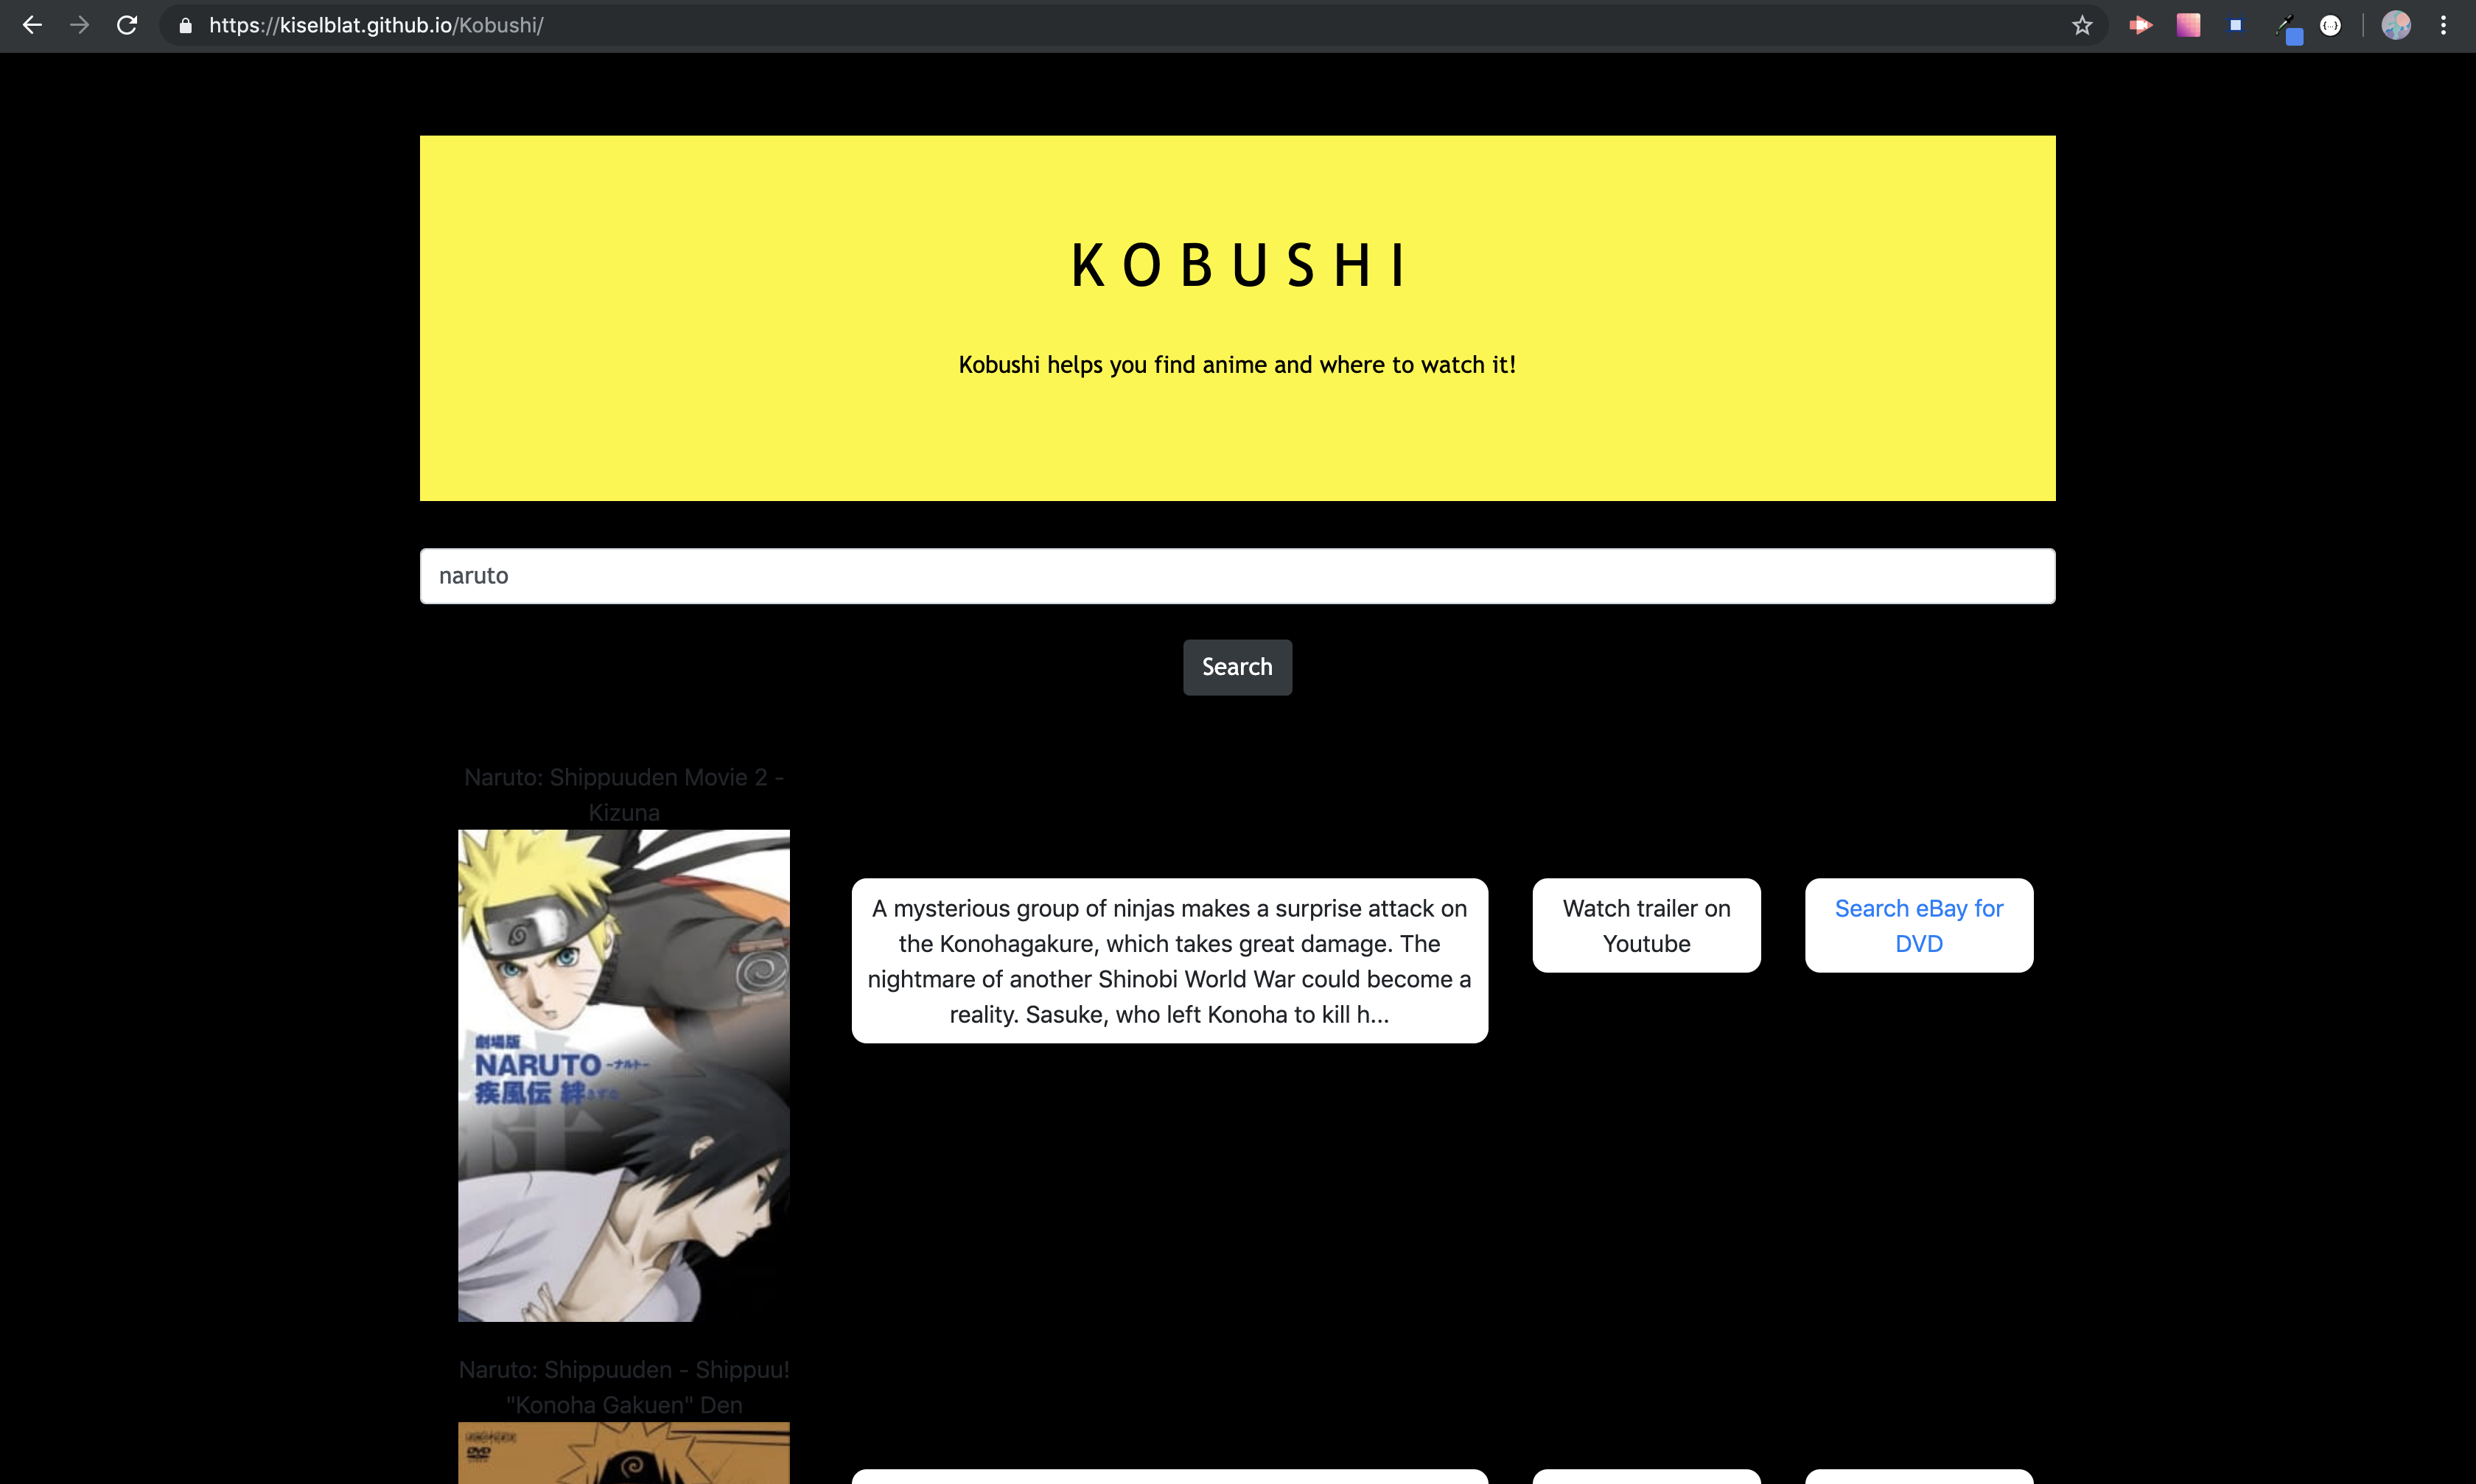 https://kiselblat.github.io/Kobushi/
KOBUSHI
Kobushi helps you find anime and where to watch it!
naruto
Search
Naruto: Shippuuden Movie 2 -
Kizuna
劇場版
NARUTO -ナルト-
疾風伝 絆 きずな
A mysterious group of ninjas makes a surprise attack on
the Konohagakure, which takes great damage. The
nightmare of another Shinobi World War could become a
reality. Sasuke, who left Konoha to kill h...
Watch trailer on
Youtube
Search eBay for
DVD
Naruto: Shippuuden - Shippuu!
"Konoha Gakuen" Den
DVD